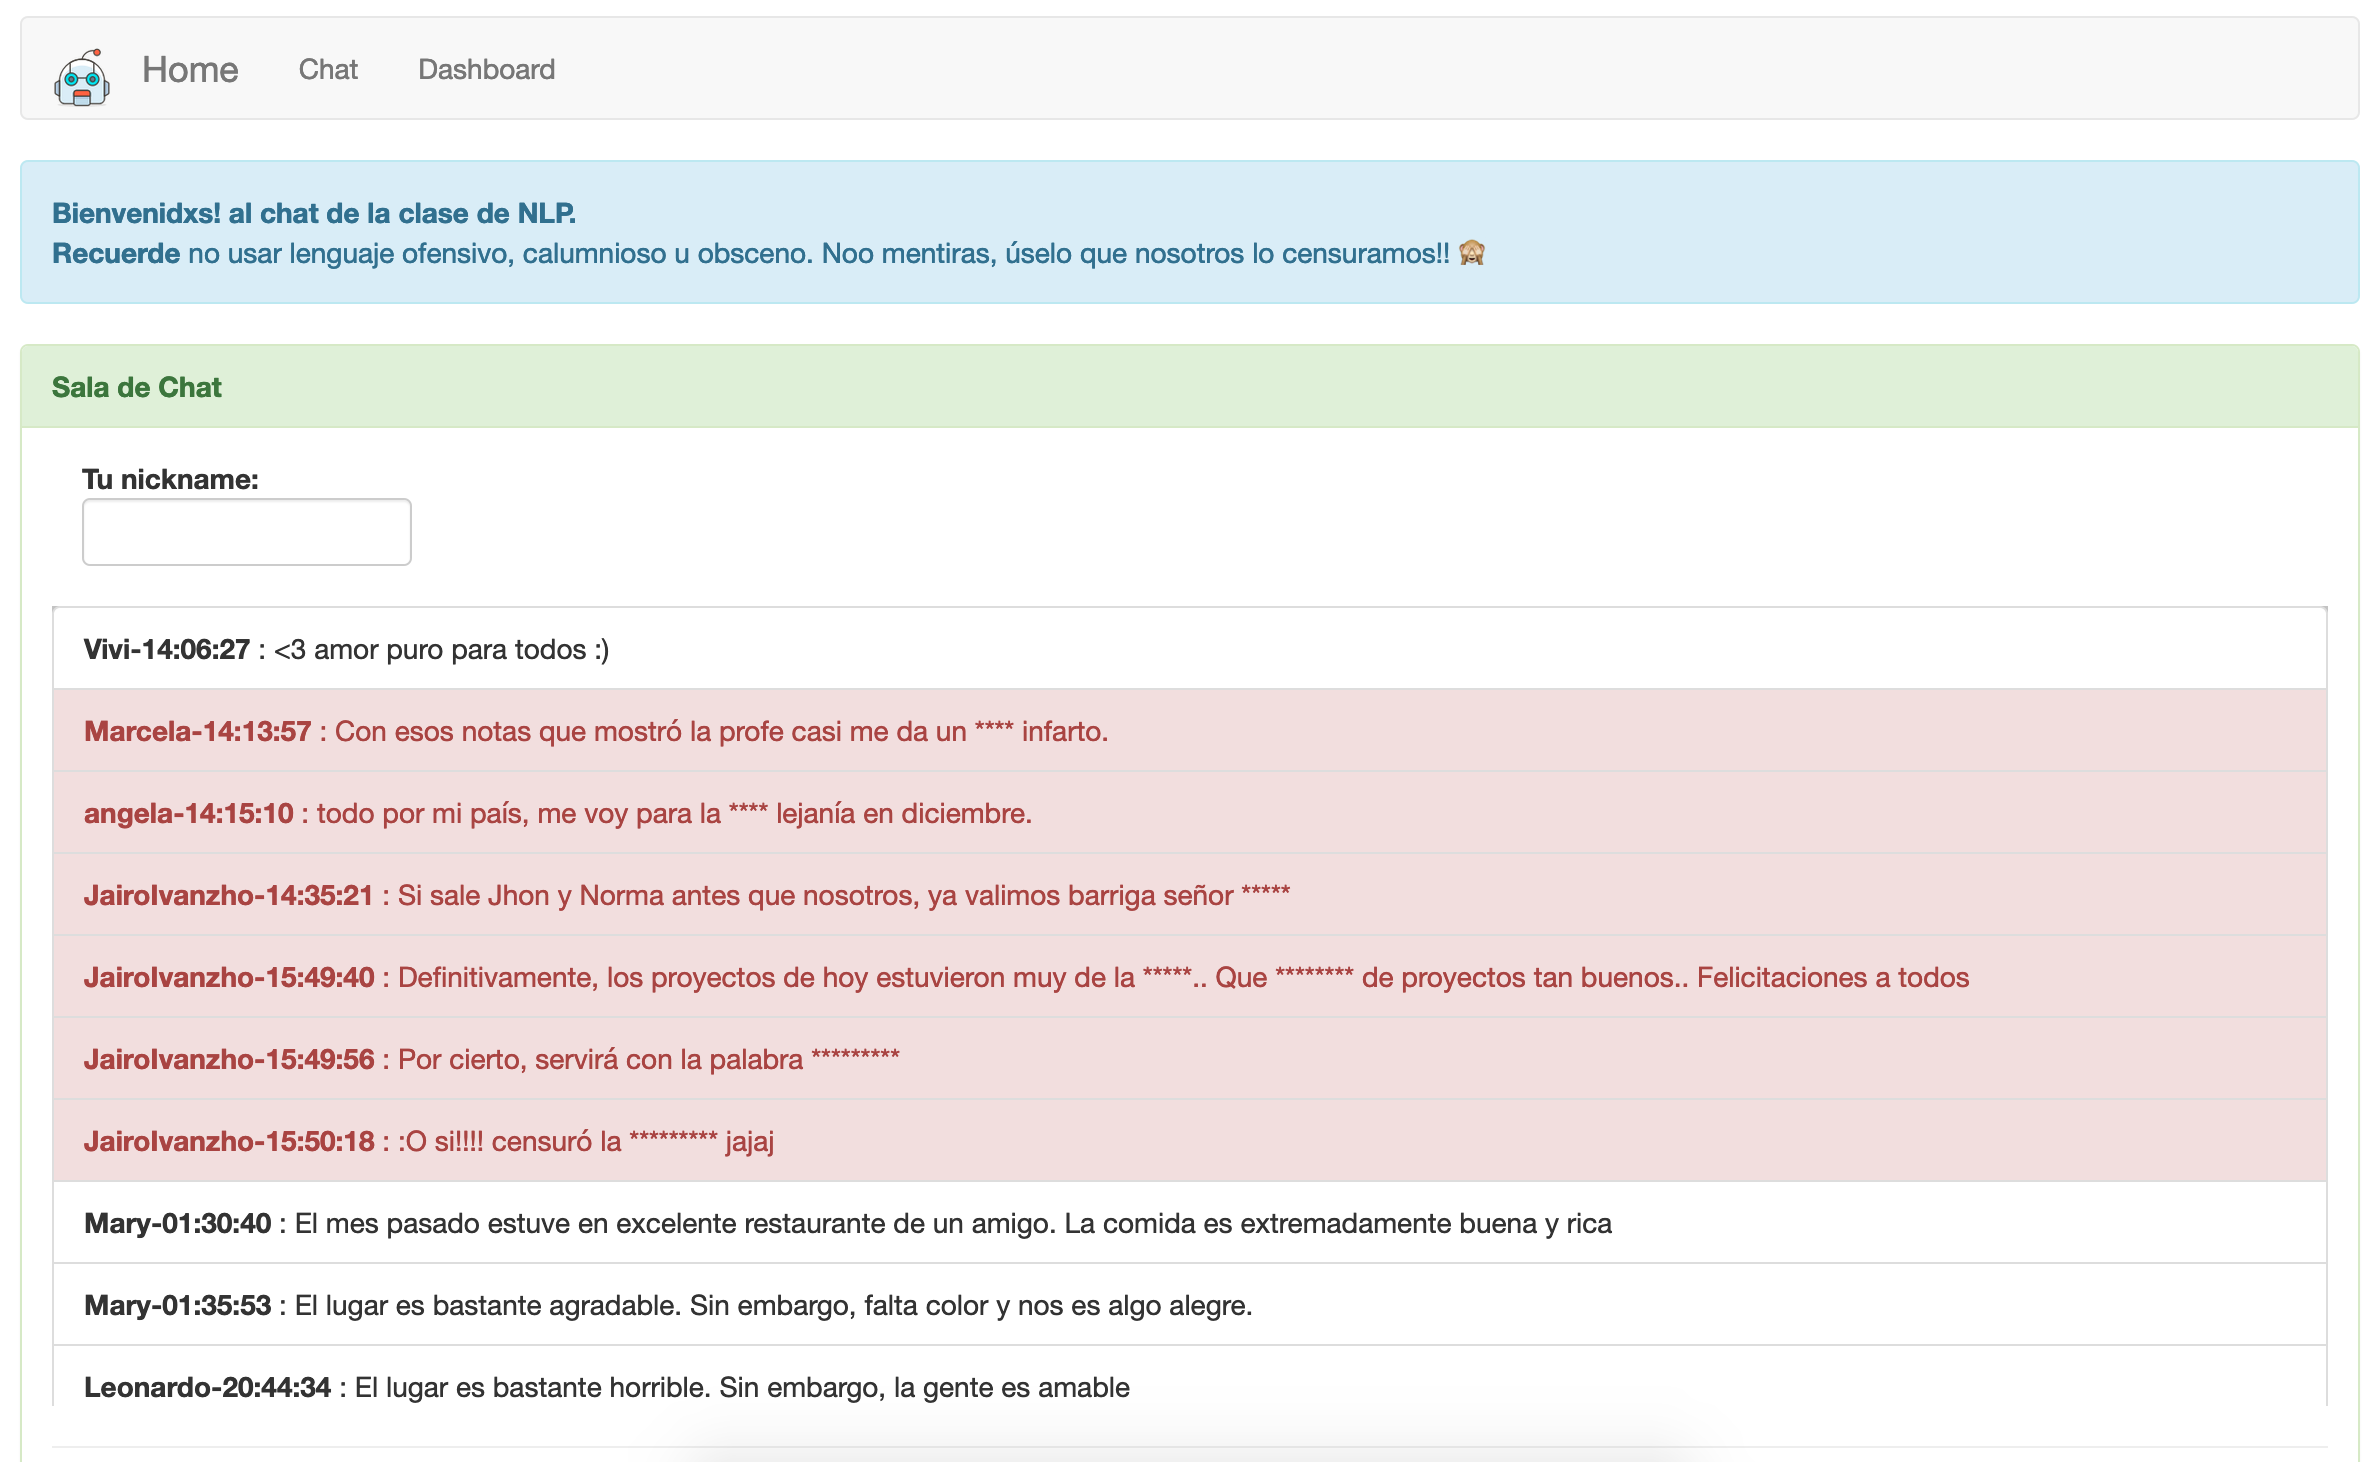 Home Chat Dashboard
Bienvenidxs! al chat de la clase de NLP.
Recuerde no usar lenguaje ofensivo, calumnioso u obsceno. Noo mentiras, úselo que nosotros lo censuramos!! 🙈
Sala de Chat
Tu nickname:
Vivi-14:06:27 : <3 amor puro para todos :)
Marcela-14:13:57 : Con esos notas que mostró la profe casi me da un **** infarto.
angela-14:15:10 : todo por mi país, me voy para la **** lejanía en diciembre.
JairoIvanzho-14:35:21 : Si sale Jhon y Norma antes que nosotros, ya valimos barriga señor *****
JairoIvanzho-15:49:40 : Definitivamente, los proyectos de hoy estuvieron muy de la *****.. Que ******** de proyectos tan buenos.. Felicitaciones a todos
JairoIvanzho-15:49:56 : Por cierto, servirá con la palabra *********
JairoIvanzho-15:50:18 : :O si!!!! censuró la ********* jajaj
Mary-01:30:40 : El mes pasado estuve en excelente restaurante de un amigo. La comida es extremadamente buena y rica
Mary-01:35:53 : El lugar es bastante agradable. Sin embargo, falta color y nos es algo alegre.
Leonardo-20:44:34 : El lugar es bastante horrible. Sin embargo, la gente es amable